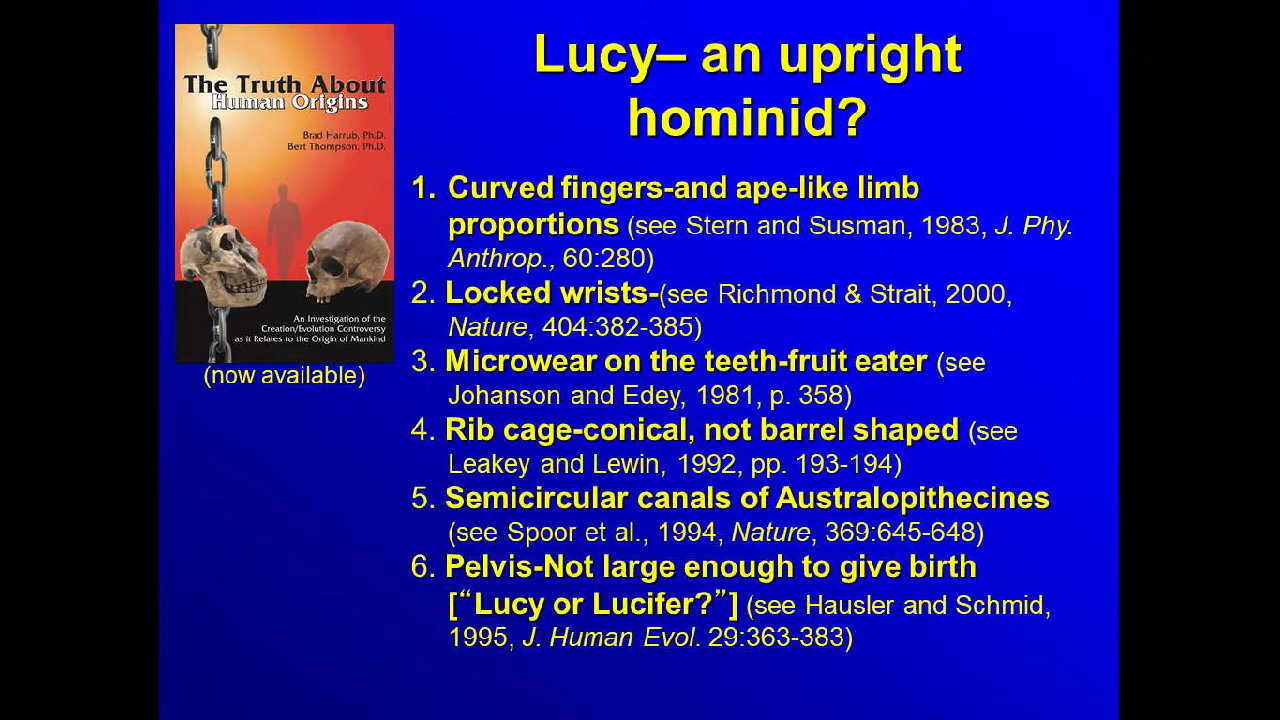 The Truth About
Human Origins
Brad Harrub, Ph.D.
Bert Thompson, Ph.D.
An Investigation of the
Creation/Evolution Controversy
as it Relates to the Origin of Mankind
(now available)
Lucy– an upright
hominid?
1. Curved fingers-and ape-like limb
proportions (see Stern and Susman, 1983, J. Phy.
Anthrop., 60:280)
2. Locked wrists-(see Richmond & Strait, 2000,
Nature, 404:382-385)
3. Microwear on the teeth-fruit eater (see
Johanson and Edey, 1981, p. 358)
4. Rib cage-conical, not barrel shaped (see
Leakey and Lewin, 1992, pp. 193-194)
5. Semicircular canals of Australopithecines
(see Spoor et al., 1994, Nature, 369:645-648)
6. Pelvis-Not large enough to give birth
[“Lucy or Lucifer?”] (see Hausler and Schmid,
1995, J. Human Evol. 29:363-383)